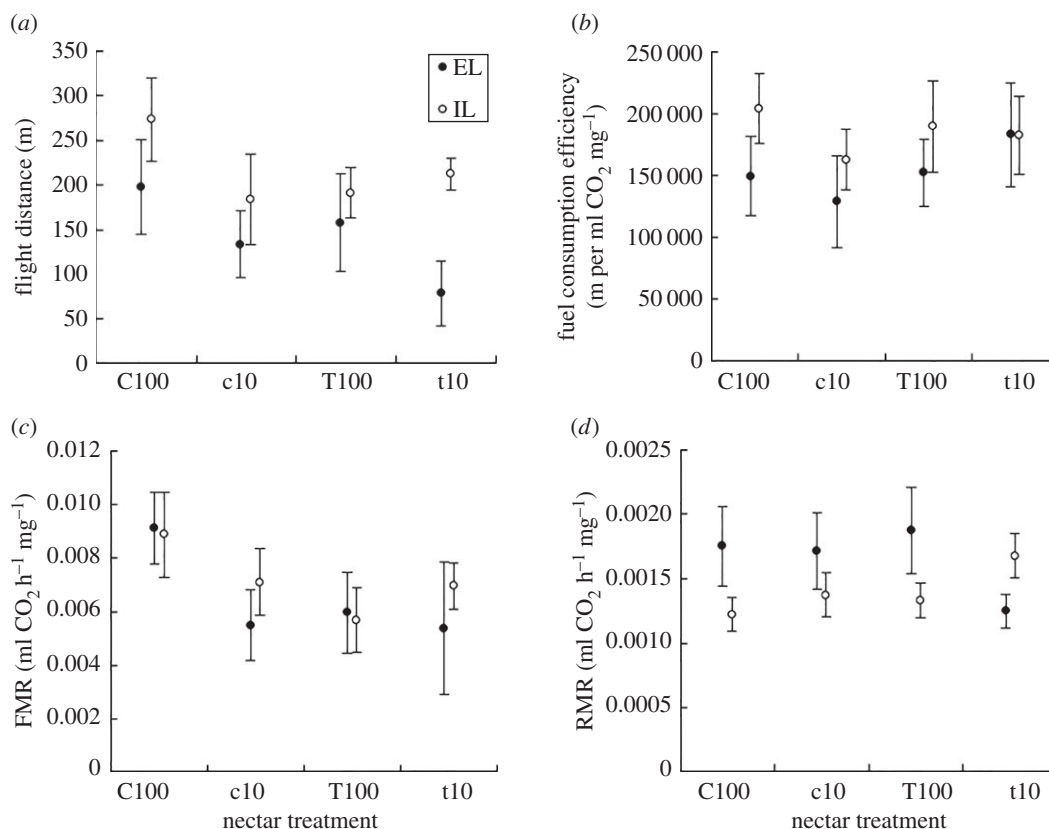 (a)
flight distance (m)
350
300
250
200
150
100
50
0
EL
IL
C100 c10 T100 t10
(b)
fuel consumption efficiency
(m per ml CO₂ mg⁻¹)
250 000
200 000
150 000
100 000
50 000
0
C100 c10 T100 t10
(c)
FMR (ml CO₂ h⁻¹ mg⁻¹)
0.012
0.010
0.008
0.006
0.004
0.002
0
C100 c10 T100 t10
nectar treatment
(d)
RMR (ml CO₂ h⁻¹ mg⁻¹)
0.0025
0.0020
0.0015
0.0010
0.0005
0
C100 c10 T100 t10
nectar treatment